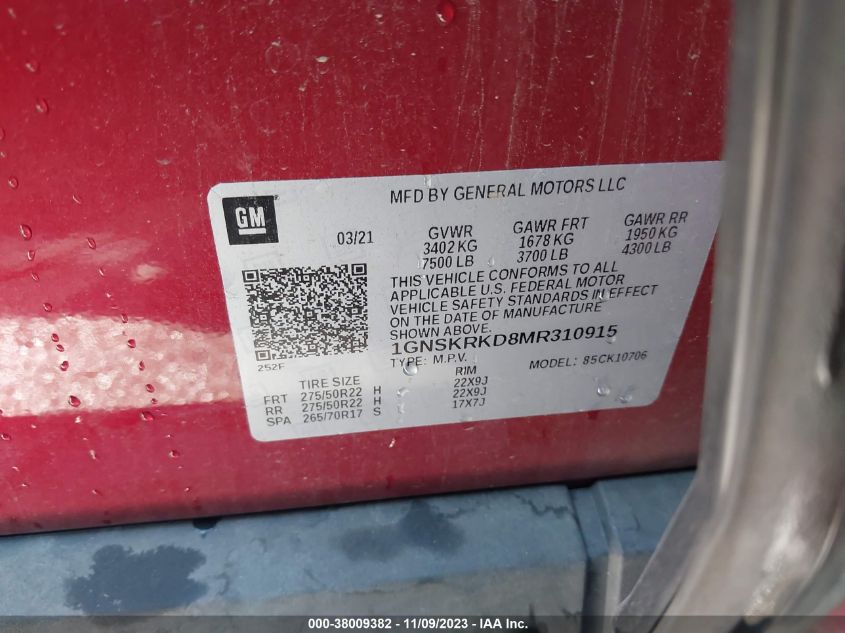 MFD BY GENERAL MOTORS LLC
GM
03/21
GVWR GAWR FRT GAWR RR
3402 KG 1678 KG 1950 KG
7500 LB 3700 LB 4300 LB
THIS VEHICLE CONFORMS TO ALL
APPLICABLE U.S. FEDERAL MOTOR
VEHICLE SAFETY STANDARDS IN EFFECT
ON THE DATE OF MANUFACTURE
SHOWN ABOVE.
1GNSKRKD8MR310915
252F
TYPE: M.P.V. MODEL: 85CK10706
TIRE SIZE RIM
FRT 275/50R22 H 22X9J
RR 275/50R22 H 22X9J
SPA 265/70R17 S 17X7J
000-38009382 - 11/09/2023 - IAAI.COM